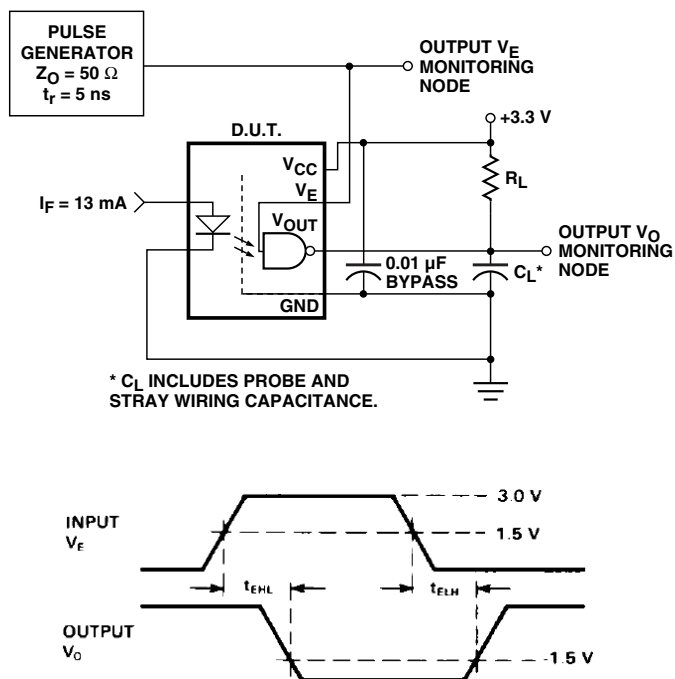 PULSE
GENERATOR
ZO = 50 Ω
tr = 5 ns
OUTPUT VE
MONITORING
NODE
+3.3 V
D.U.T.
VCC
VE
RL
IF = 13 mA
VOUT
OUTPUT VO
MONITORING
NODE
0.01 µF
BYPASS
CL*
GND
* CL INCLUDES PROBE AND
STRAY WIRING CAPACITANCE.
3.0 V
INPUT
VE
1.5 V
tEHL
tELH
OUTPUT
VO
1.5 V